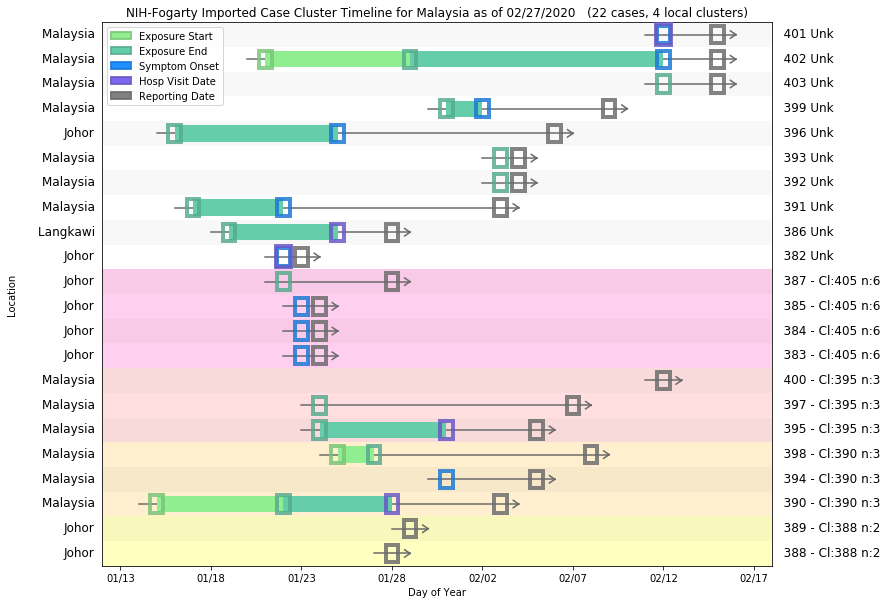 NIH-Fogarty Imported Case Cluster Timeline for Malaysia as of 02/27/2020 (22 cases, 4 local clusters)
Exposure Start
Exposure End
Symptom Onset
Hosp Visit Date
Reporting Date
Malaysia 401 Unk
Malaysia 402 Unk
Malaysia 403 Unk
Malaysia 399 Unk
Johor 396 Unk
Malaysia 393 Unk
Malaysia 392 Unk
Malaysia 391 Unk
Langkawi 386 Unk
Johor 382 Unk
Johor 387 - Cl:405 n:6
Johor 385 - Cl:405 n:6
Johor 384 - Cl:405 n:6
Johor 383 - Cl:405 n:6
Malaysia 400 - Cl:395 n:3
Malaysia 397 - Cl:395 n:3
Malaysia 395 - Cl:395 n:3
Malaysia 398 - Cl:390 n:3
Malaysia 394 - Cl:390 n:3
Malaysia 390 - Cl:390 n:3
Johor 389 - Cl:388 n:2
Johor 388 - Cl:388 n:2
Location
01/13 01/18 01/23 01/28 02/02 02/07 02/12 02/17
Day of Year